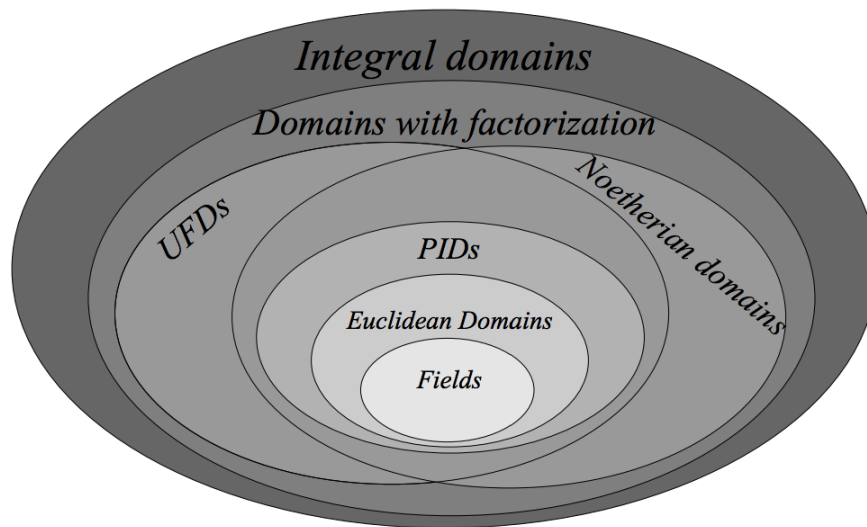 Integral domains
Domains with factorization
UFDs
Noetherian domains
PIDs
Euclidean Domains
Fields